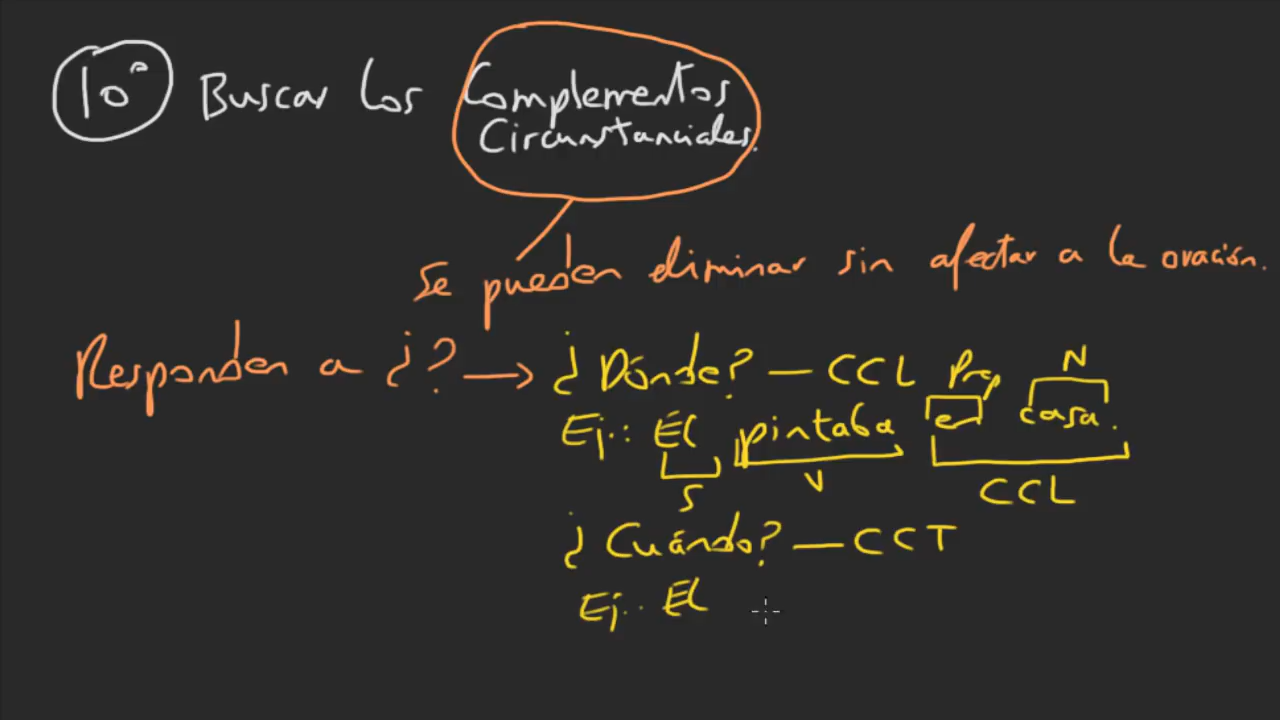 10º Buscar los Complementos
Circunstanciales.
Se pueden eliminar sin afectar a la oración.
Responden a ¿? → ¿Dónde? — CCL Prep N
Ej.: Él pintaba en casa.
S V CCL
¿Cuándo? — CCT
Ej.. Él